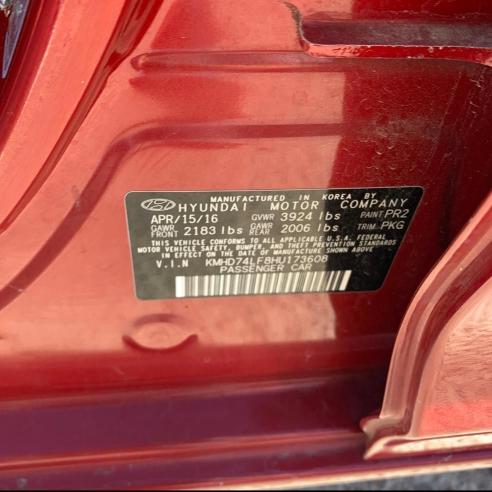 MANUFACTURED IN KOREA BY
HYUNDAI MOTOR COMPANY
APR/15/16 GVWR 3924 lbs PAINT PR2
GAWR FRONT 2183 lbs GAWR REAR 2006 lbs TRIM PKG
THIS VEHICLE CONFORMS TO ALL APPLICABLE U.S. FEDERAL
MOTOR VEHICLE SAFETY, BUMPER, AND THEFT PREVENTION STANDARDS
IN EFFECT ON THE DATE OF MANUFACTURE SHOWN ABOVE.
V.I.N KMHD74LF8HU173608
PASSENGER CAR